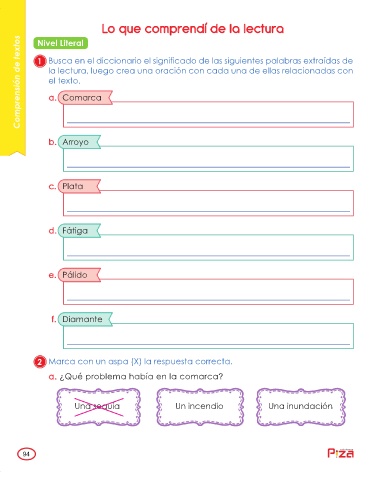 Lo que comprendí de la lectura
Comprensión de textos
Nivel Literal
1 Busca en el diccionario el significado de las siguientes palabras extraídas de
la lectura, luego crea una oración con cada una de ellas relacionadas con
el texto.
a. Comarca
b. Arroyo
c. Plata
d. Fátiga
e. Pálido
f. Diamante
2 Marca con un aspa (X) la respuesta correcta.
a. ¿Qué problema había en la comarca?
Una sequía Un incendio Una inundación
94
Pizá